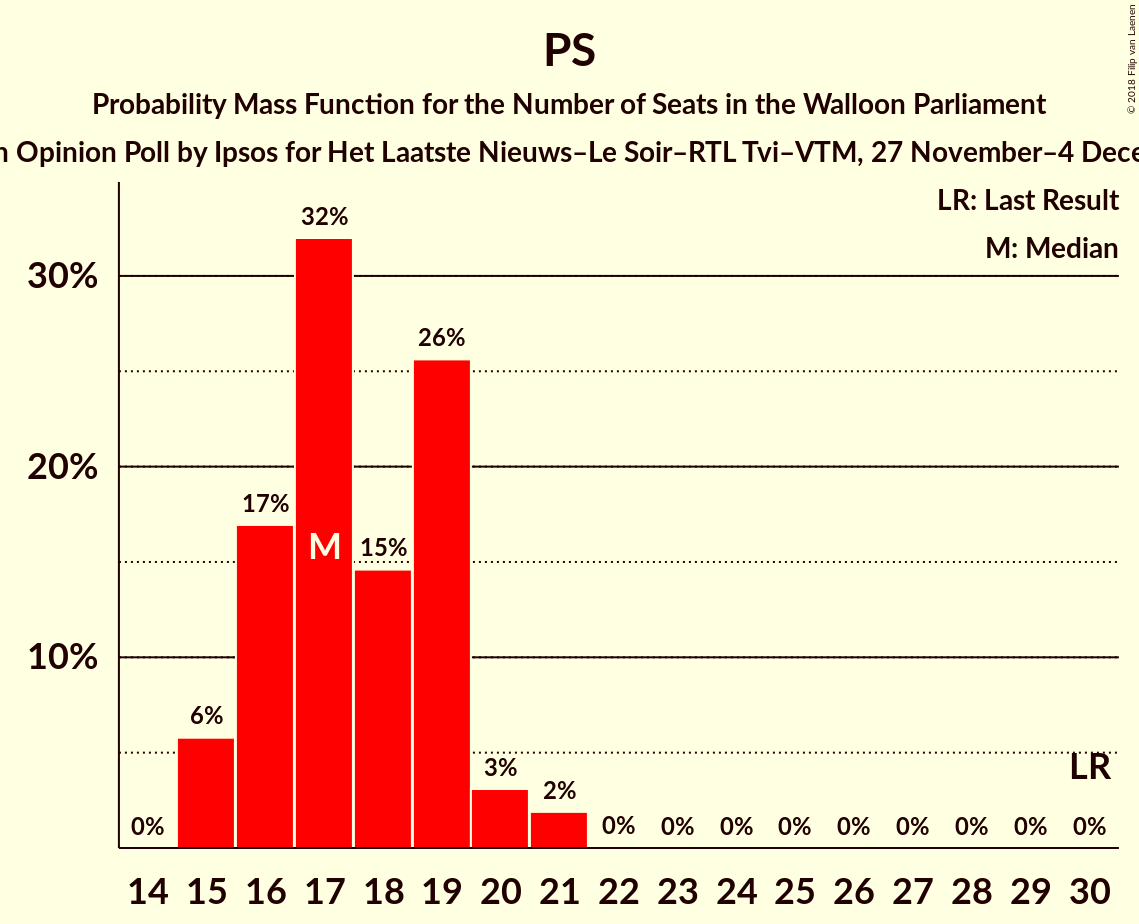 PS
Probability Mass Function for the Number of Seats in the Walloon Parliament
Opinion Poll by Ipsos for Het Laatste Nieuws–Le Soir–RTL Tvi–VTM, 27 November–4 Dece
© 2018 Filip van Laenen
LR: Last Result
M: Median
30%
20%
10%
0%
6%
17%
32%
M
15%
26%
3%
2%
0%
0%
0%
0%
0%
0%
0%
0%
0%
LR
14 15 16 17 18 19 20 21 22 23 24 25 26 27 28 29 30